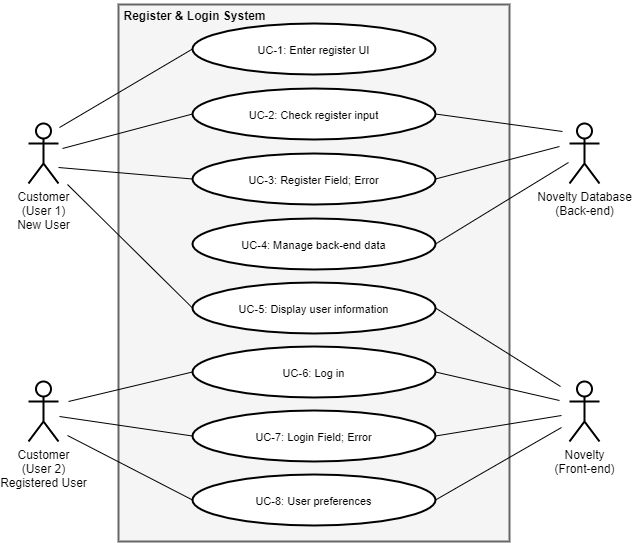 Register & Login System
UC-1: Enter register UI
UC-2: Check register input
UC-3: Register Field; Error
UC-4: Manage back-end data
UC-5: Display user information
UC-6: Log in
UC-7: Login Field; Error
UC-8: User preferences
Customer
(User 1)
New User
Novelty Database
(Back-end)
Customer
(User 2)
Registered User
Novelty
(Front-end)